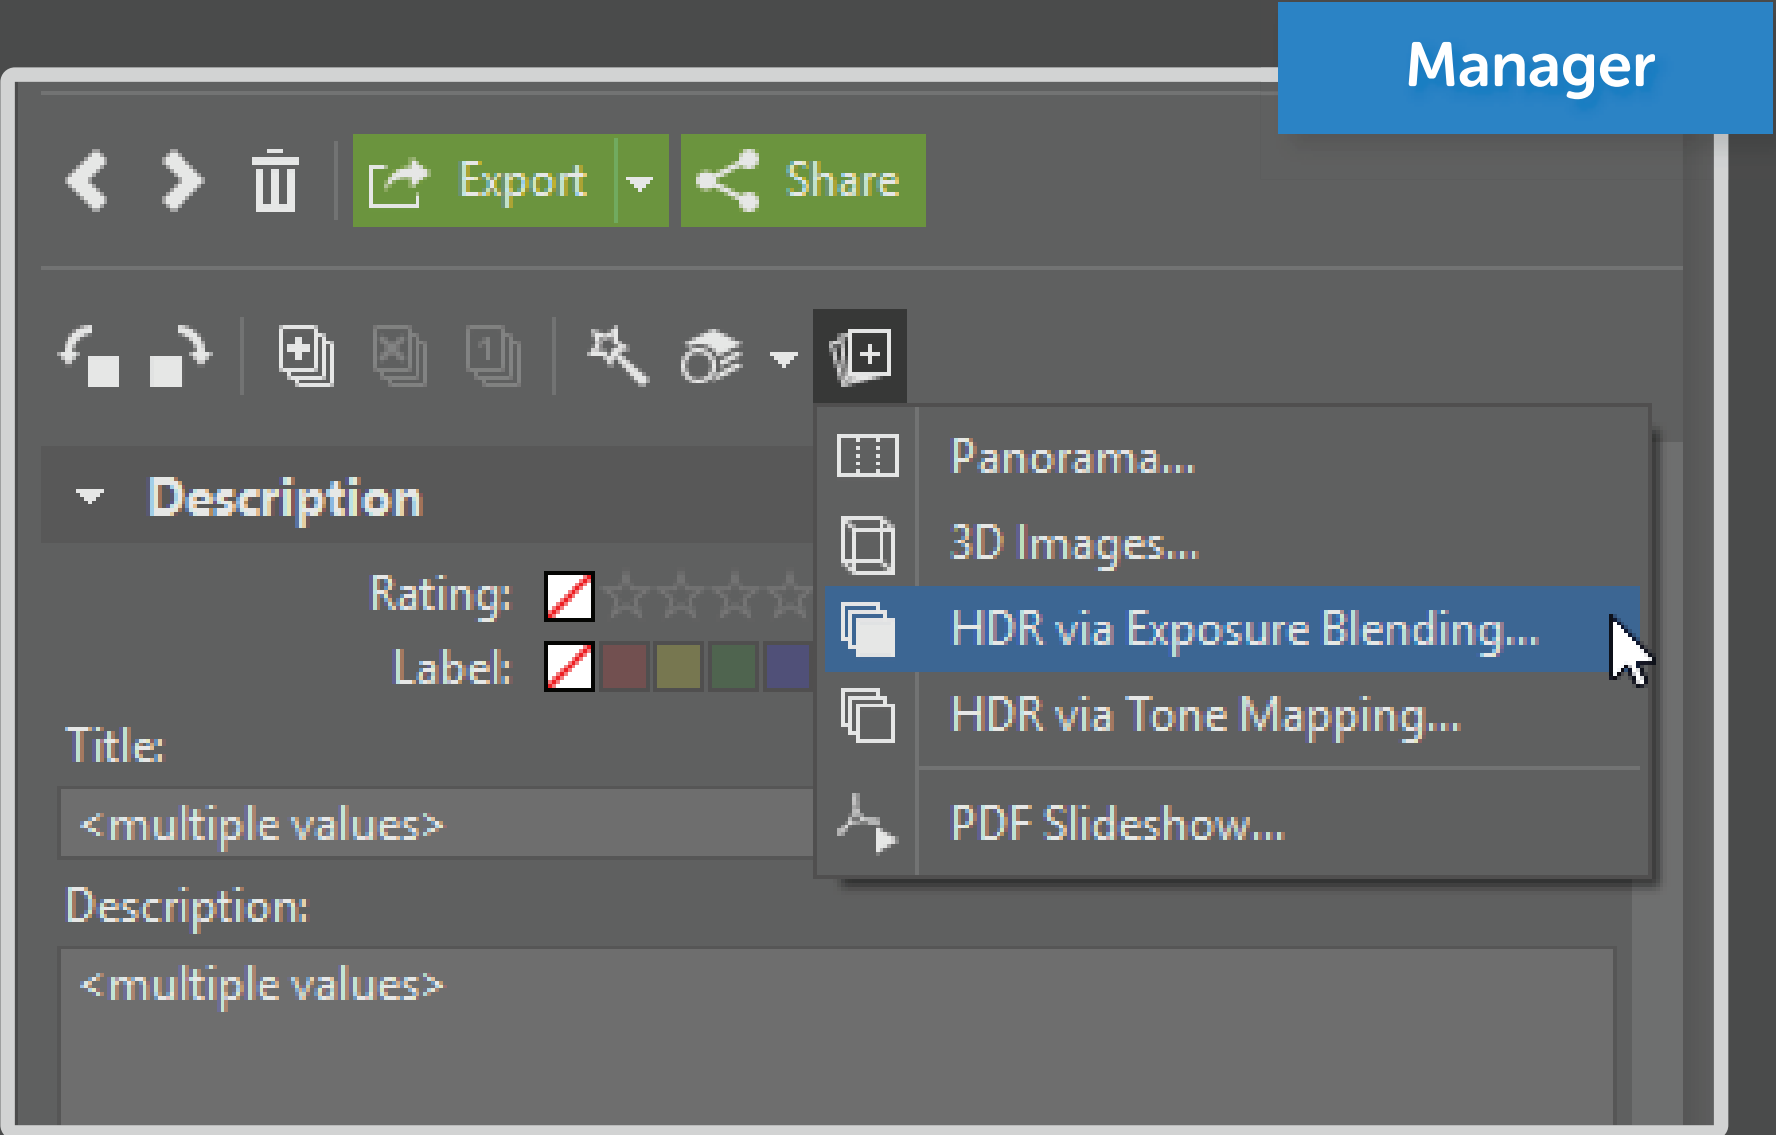 Manager
Export
Share
Panorama...
Description
3D Images...
Rating:
HDR via Exposure Blending...
Label:
HDR via Tone Mapping...
Title:
<multiple values>
PDF Slideshow...
Description:
<multiple values>